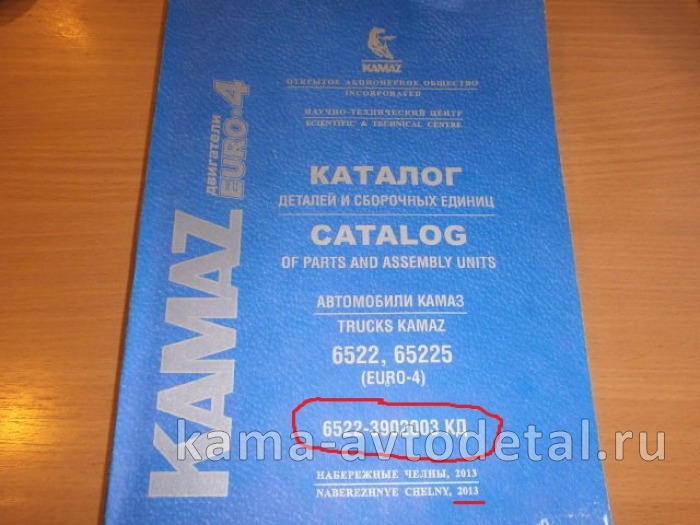 KAMAZ
ОТКРЫТОЕ АКЦИОНЕРНОЕ ОБЩЕСТВО
INCORPORATED
НАУЧНО-ТЕХНИЧЕСКИЙ ЦЕНТР
SCIENTIFIC & TECHNICAL CENTRE
KAMAZ
двигатели
EURO-4
КАТАЛОГ
ДЕТАЛЕЙ И СБОРОЧНЫХ ЕДИНИЦ
CATALOG
OF PARTS AND ASSEMBLY UNITS
АВТОМОБИЛИ КАМАЗ
TRUCKS KAMAZ
6522, 65225
(EURO-4)
6522-3902003 КД
kama-avtodetal.ru
НАБЕРЕЖНЫЕ ЧЕЛНЫ, 2013
NABEREZHNYE CHELNY, 2013